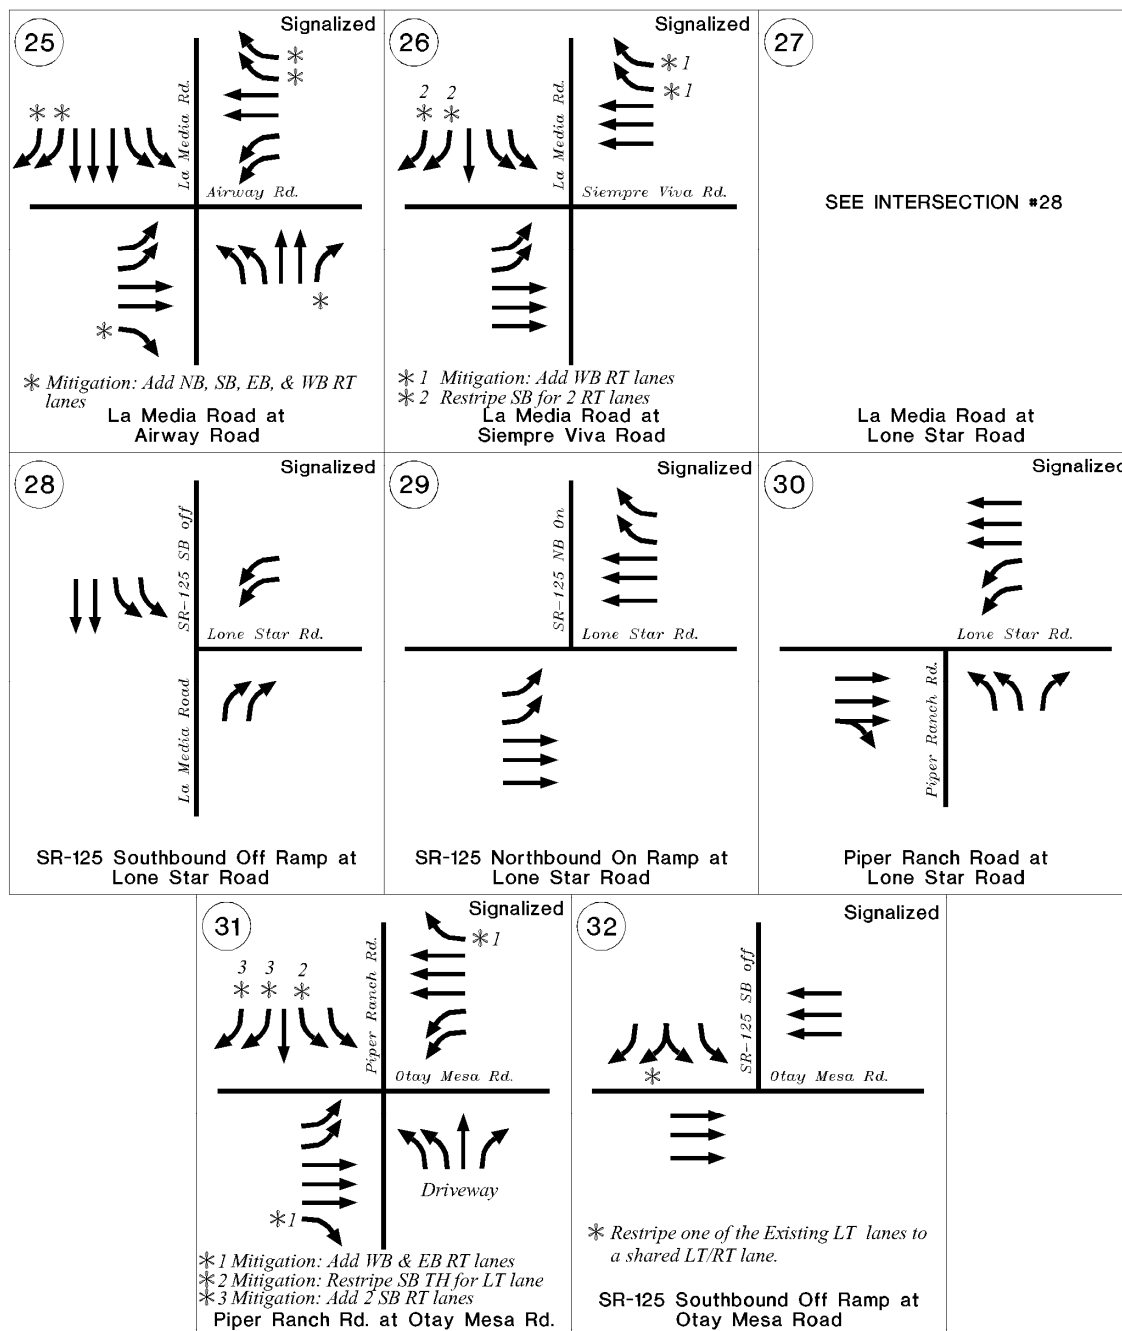 25
Signalized
La Media Rd.
Airway Rd.
* Mitigation: Add NB, SB, EB, & WB RT
lanes
La Media Road at
Airway Road
26
Signalized
* 1
* 1
2 2
* *
La Media Rd.
Siempre Viva Rd.
* 1 Mitigation: Add WB RT lanes
* 2 Restripe SB for 2 RT lanes
La Media Road at
Siempre Viva Road
27
SEE INTERSECTION #28
La Media Road at
Lone Star Road
28
Signalized
SR-125 SB off
Lone Star Rd.
La Media Road
SR-125 Southbound Off Ramp at
Lone Star Road
29
Signalized
SR-125 NB On
Lone Star Rd.
SR-125 Northbound On Ramp at
Lone Star Road
30
Signalized
Lone Star Rd.
Piper Ranch Rd.
Piper Ranch Road at
Lone Star Road
31
Signalized
* 1
3 3 2
* * *
Piper Ranch Rd.
Otay Mesa Rd.
Driveway
* 1
* 1 Mitigation: Add WB & EB RT lanes
* 2 Mitigation: Restripe SB TH for LT lane
* 3 Mitigation: Add 2 SB RT lanes
Piper Ranch Rd. at Otay Mesa Rd.
32
Signalized
SR-125 SB off
Otay Mesa Rd.
* Restripe one of the Existing LT lanes to
a shared LT/RT lane.
SR-125 Southbound Off Ramp at
Otay Mesa Road